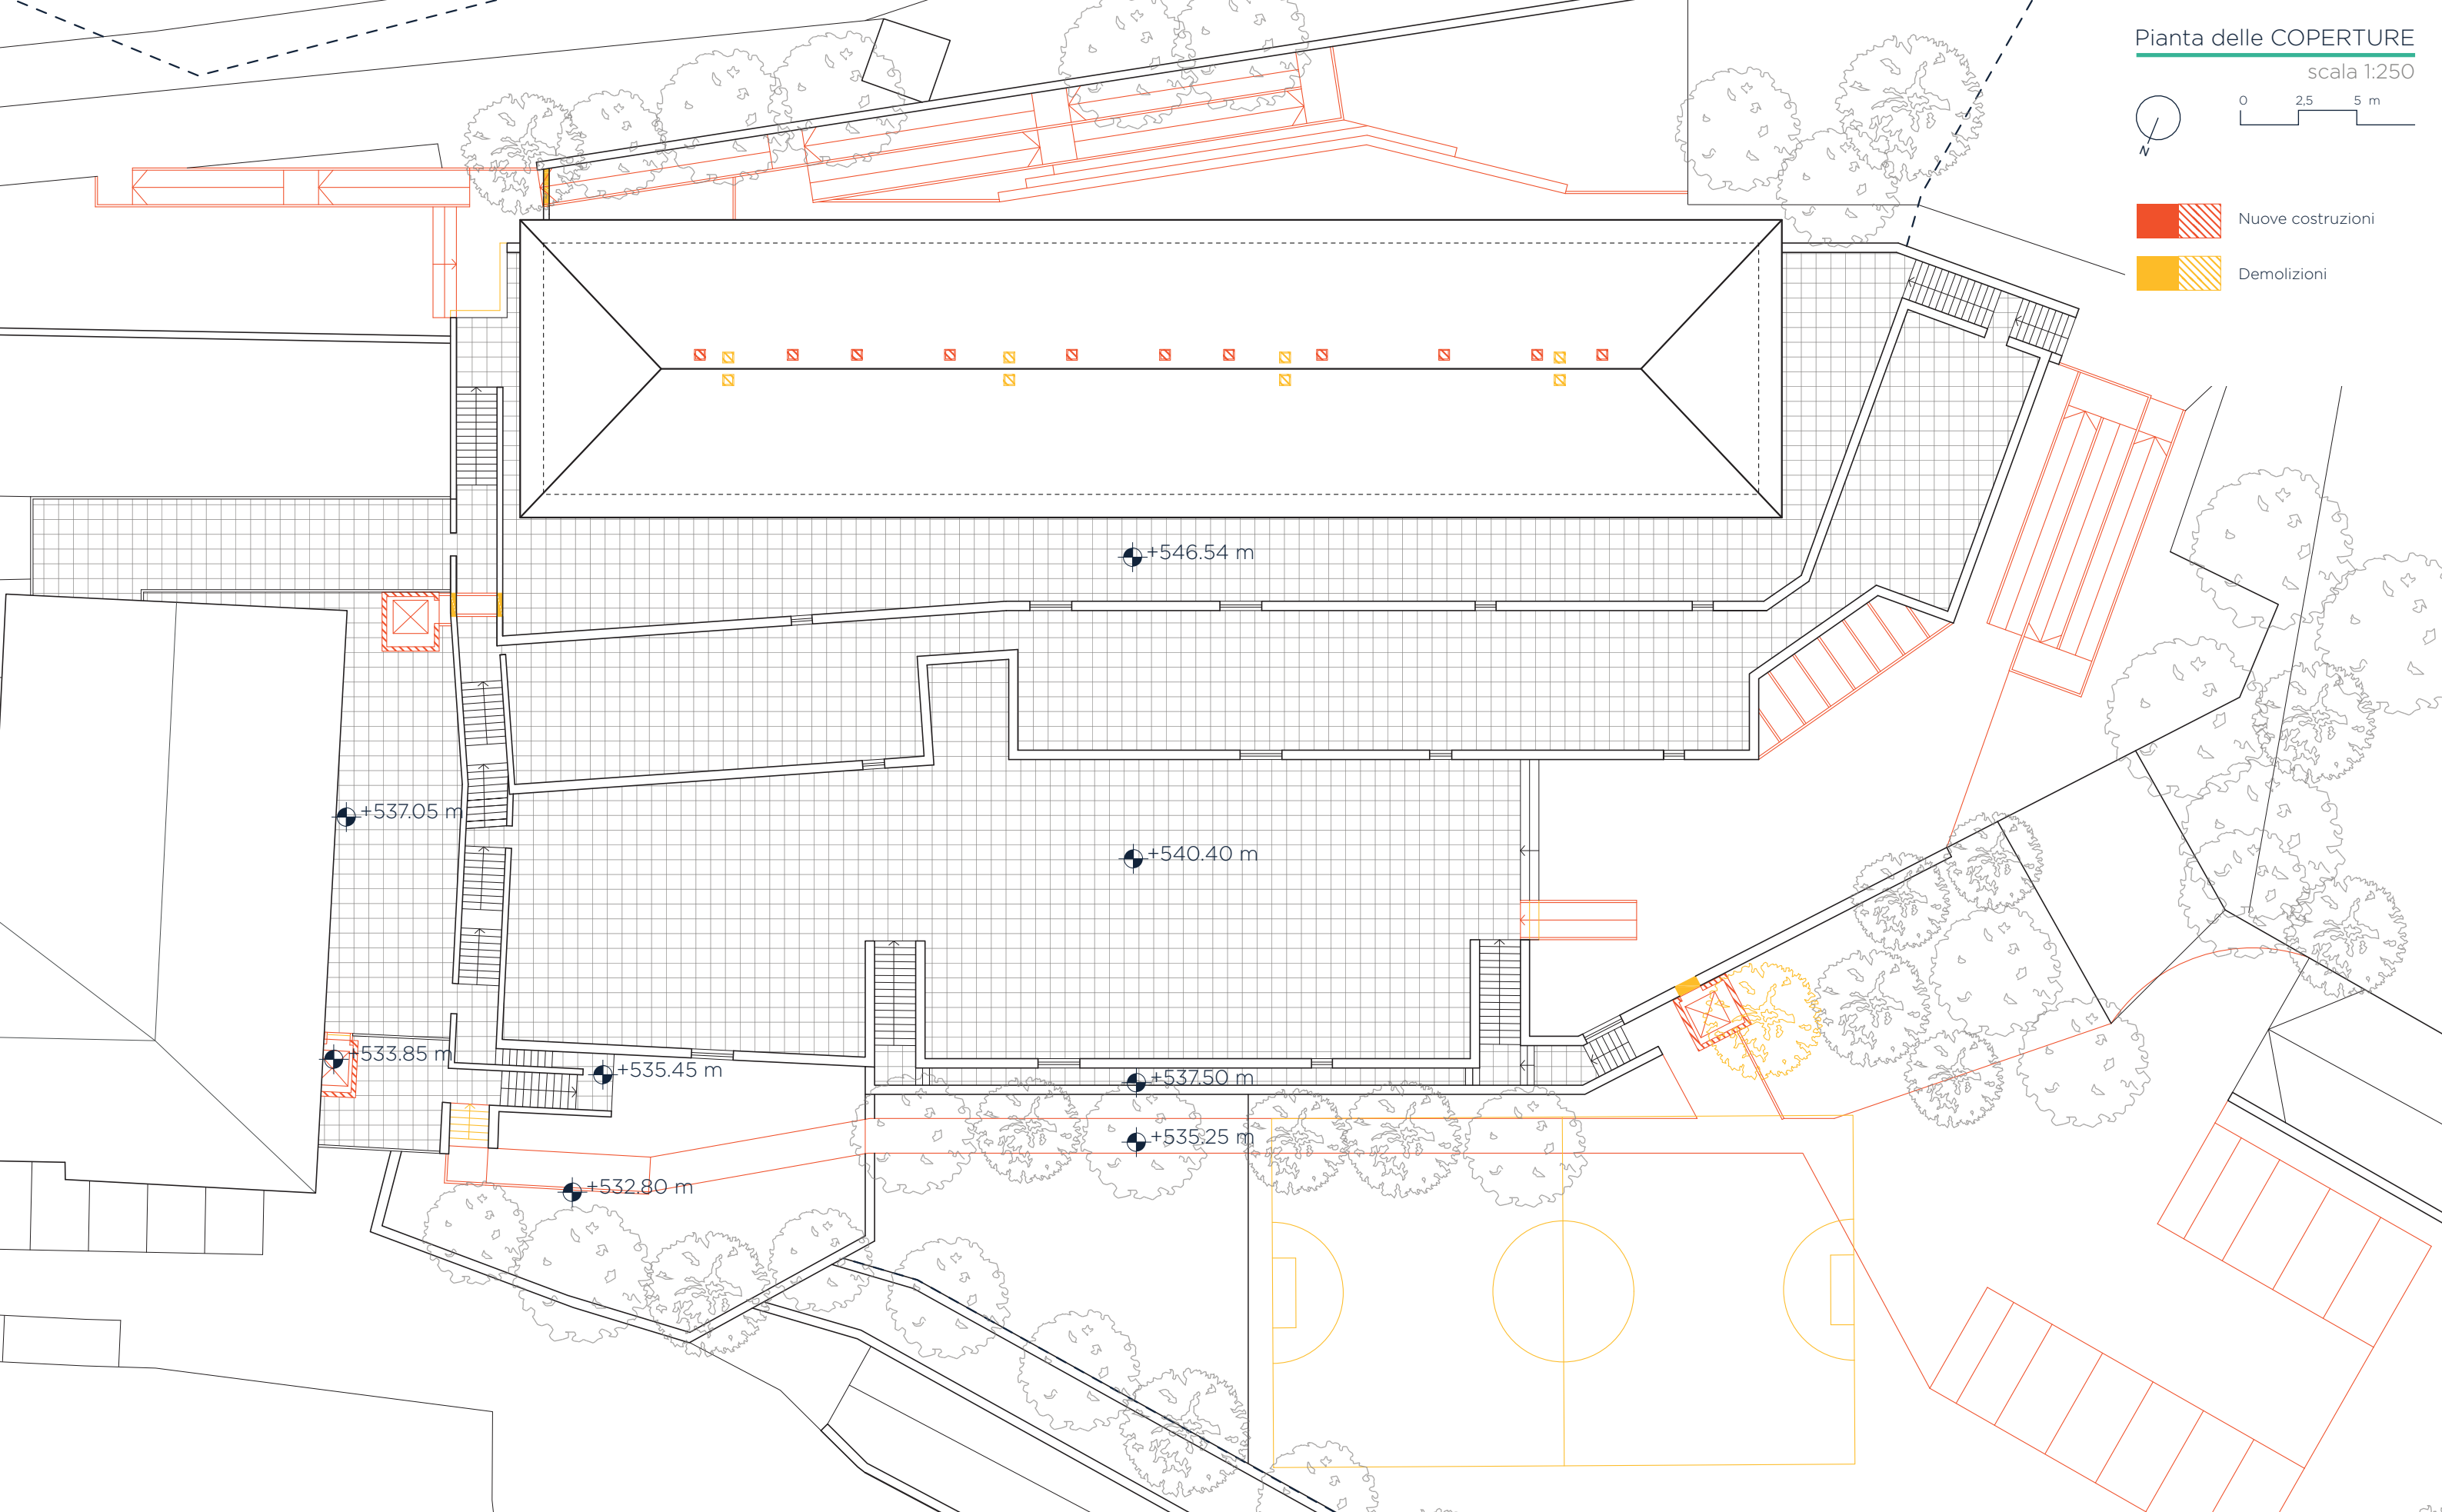 Pianta delle COPERTURE
scala 1:250
0 2,5 5 m
N
Nuove costruzioni
Demolizioni
+546.54 m
+537.05 m
+540.40 m
+533.85 m
+535.45 m
+537.50 m
+535.25 m
+532.80 m